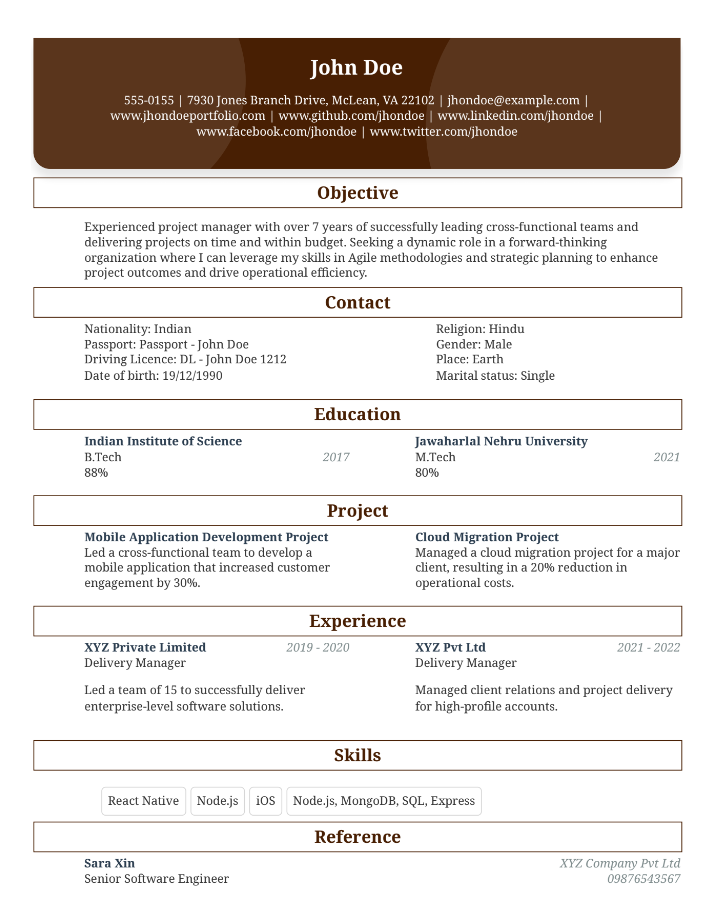 John Doe
555-0155 | 7930 Jones Branch Drive, McLean, VA 22102 | jhondoe@example.com |
www.jhondoeportfolio.com | www.github.com/jhondoe | www.linkedin.com/jhondoe |
www.facebook.com/jhondoe | www.twitter.com/jhondoe
Objective
Experienced project manager with over 7 years of successfully leading cross-functional teams and
delivering projects on time and within budget. Seeking a dynamic role in a forward-thinking
organization where I can leverage my skills in Agile methodologies and strategic planning to enhance
project outcomes and drive operational efficiency.
Contact
Nationality: Indian
Passport: Passport - John Doe
Driving Licence: DL - John Doe 1212
Date of birth: 19/12/1990
Religion: Hindu
Gender: Male
Place: Earth
Marital status: Single
Education
Indian Institute of Science
B.Tech 2017
88%
Jawaharlal Nehru University
M.Tech 2021
80%
Project
Mobile Application Development Project
Led a cross-functional team to develop a
mobile application that increased customer
engagement by 30%.
Cloud Migration Project
Managed a cloud migration project for a major
client, resulting in a 20% reduction in
operational costs.
Experience
XYZ Private Limited 2019 - 2020
Delivery Manager
Led a team of 15 to successfully deliver
enterprise-level software solutions.
XYZ Pvt Ltd 2021 - 2022
Delivery Manager
Managed client relations and project delivery
for high-profile accounts.
Skills
React Native Node.js iOS Node.js, MongoDB, SQL, Express
Reference
Sara Xin XYZ Company Pvt Ltd
Senior Software Engineer 09876543567